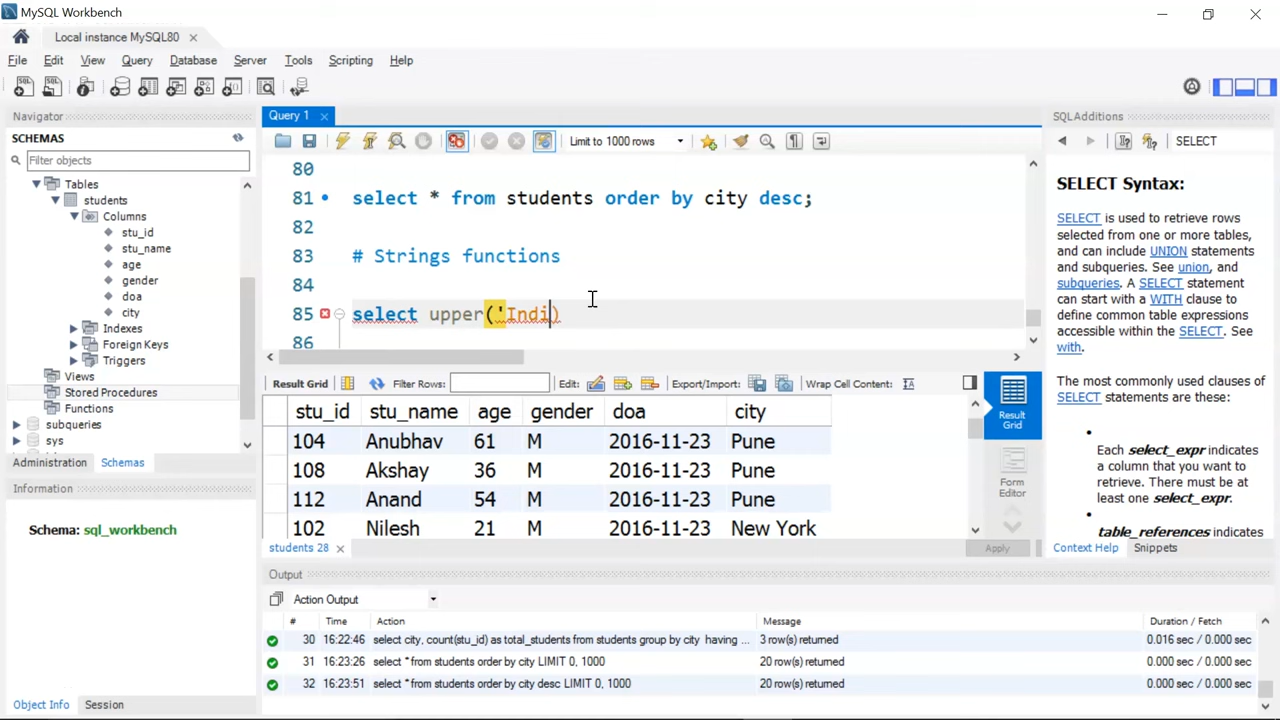 MySQL Workbench
Local instance MySQL80
File Edit View Query Database Server Tools Scripting Help
Navigator
SCHEMAS
Filter objects
Tables
students
Columns
stu_id
stu_name
age
gender
doa
city
Indexes
Foreign Keys
Triggers
Views
Stored Procedures
Functions
subqueries
sys
Administration Schemas
Information
Schema: sql_workbench
Object Info Session
Query 1
Limit to 1000 rows
80
81 select * from students order by city desc;
82
83 # Strings functions
84
85 select upper('Indi)
86
Result Grid Filter Rows: Edit: Export/Import: Wrap Cell Content:
stu_id stu_name age gender doa city
104 Anubhav 61 M 2016-11-23 Pune
108 Akshay 36 M 2016-11-23 Pune
112 Anand 54 M 2016-11-23 Pune
102 Nilesh 21 M 2016-11-23 New York
Result Grid
Form Editor
students 28
Apply
SQLAdditions
SELECT
SELECT Syntax:
SELECT is used to retrieve rows
selected from one or more tables,
and can include UNION statements
and subqueries. See union, and
subqueries. A SELECT statement
can start with a WITH clause to
define common table expressions
accessible within the SELECT. See
with.
The most commonly used clauses of
SELECT statements are these:
• Each select_expr indicates
a column that you want to
retrieve. There must be at
least one select_expr.
• table_references indicates
Context Help Snippets
Output
Action Output
# Time Action Message Duration / Fetch
30 16:22:46 select city, count(stu_id) as total_students from students group by city having ... 3 row(s) returned 0.016 sec / 0.000 sec
31 16:23:26 select * from students order by city LIMIT 0, 1000 20 row(s) returned 0.000 sec / 0.000 sec
32 16:23:51 select * from students order by city desc LIMIT 0, 1000 20 row(s) returned 0.000 sec / 0.000 sec